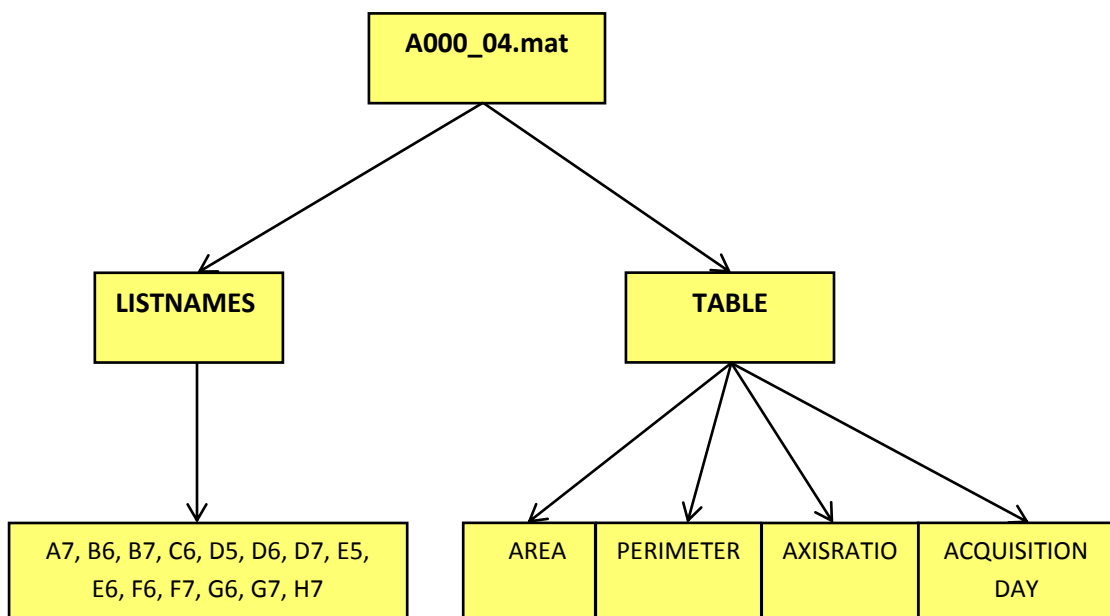 A000_04.mat
LISTNAMES
TABLE
A7, B6, B7, C6, D5, D6, D7, E5,
E6, F6, F7, G6, G7, H7
AREA
PERIMETER
AXISRATIO
ACQUISITION
DAY